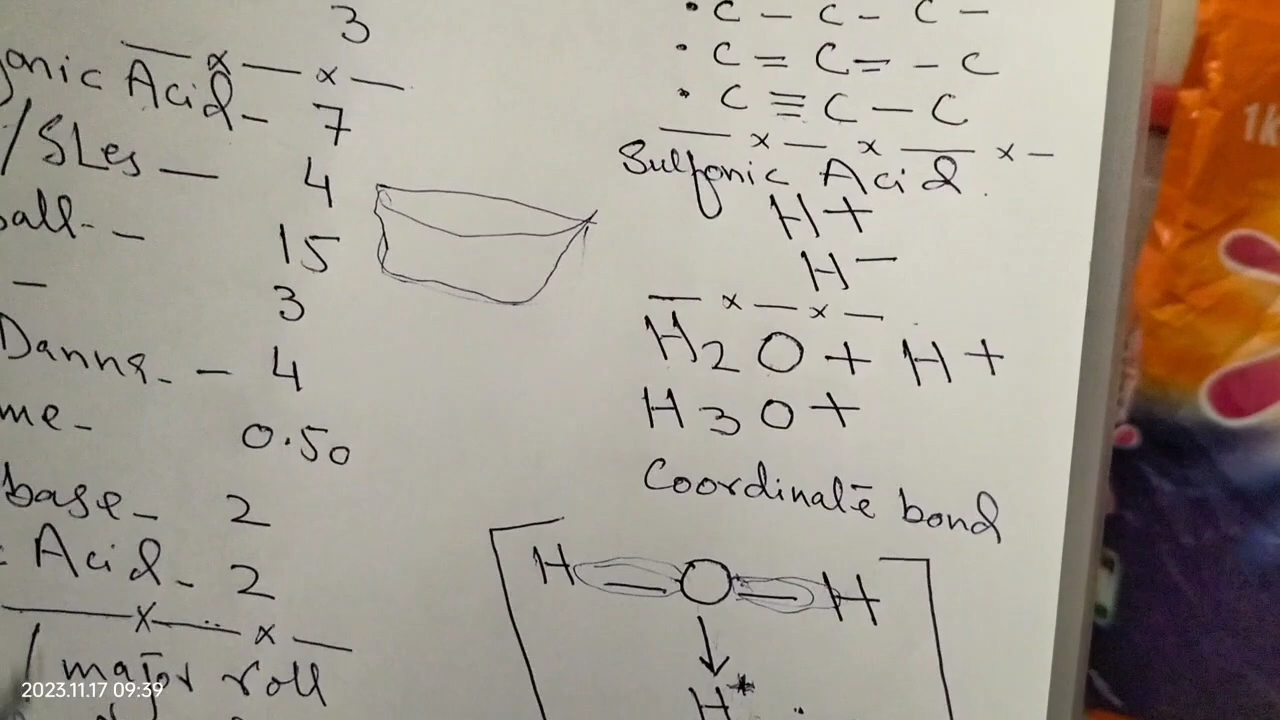 3
Acid - 7
/ SLes - 4
ball - - 15
- 3
Danna - - 4
me - 0.50
base - 2
Acid - 2
/ major roll
2023.11.17 09:39
• C - C - C -
• C = C = - C
• C ≡ C - C
- x - x - x -
Sulfonic Acid.
H+
H-
- x - x -
H2O + H+
H3O+
Coordinate bond
H - O - H
↓
H*
1k